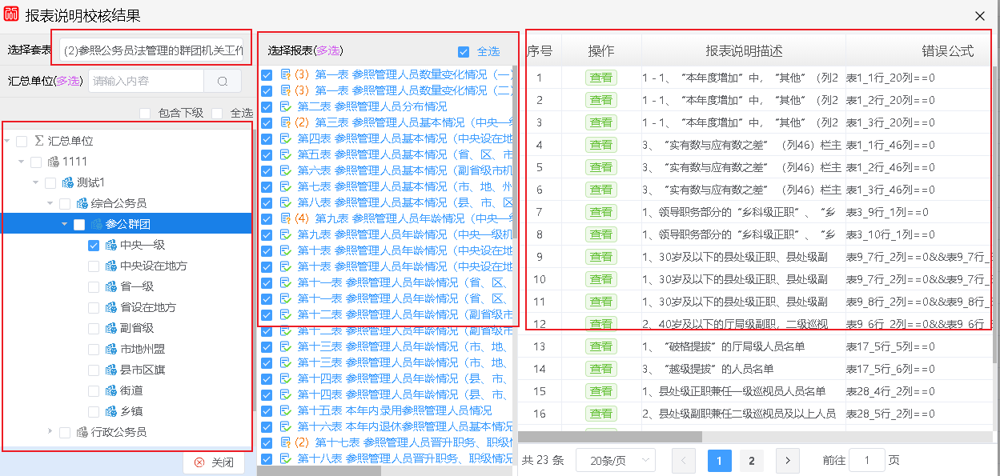 报表说明校核结果
选择套表 (2)参照公务员法管理的群团机关工作
汇总单位(多选) 请输入内容
包含下级 全选
汇总单位
1111
测试1
综合公务员
参公群团
中央一级
中央设在地方
省一级
省设在地方
副省级
市地州盟
县市区旗
街道
乡镇
行政公务员
关闭
选择报表(多选) 全选
(3) 第一表 参照管理人员数量变化情况（一）
(3) 第一表 参照管理人员数量变化情况（二）
第二表 参照管理人员分布情况
(2) 第三表 参照管理人员基本情况（中央一级
第四表 参照管理人员基本情况（中央设在地
第五表 参照管理人员基本情况（省、区、市
第六表 参照管理人员基本情况（副省级市机
第七表 参照管理人员基本情况（市、地、州
第八表 参照管理人员基本情况（县、市、区
(4) 第九表 参照管理人员年龄情况（中央一级
第九表 参照管理人员年龄情况（中央一级机
第十表 参照管理人员年龄情况（中央设在地
第十表 参照管理人员年龄情况（中央设在地
第十一表 参照管理人员年龄情况（省、区、
第十一表 参照管理人员年龄情况（省、区、
第十二表 参照管理人员年龄情况（副省级市
第十二表 参照管理人员年龄情况（副省级市
第十三表 参照管理人员年龄情况（市、地、
第十三表 参照管理人员年龄情况（市、地、
第十四表 参照管理人员年龄情况（县、市、
第十四表 参照管理人员年龄情况（县、市、
第十五表 本年内录用参照管理人员情况
第十六表 本年内退休参照管理人员基本情况
(2) 第十七表 参照管理人员晋升职务、职级情
第十八表 参照管理人员晋升职务、职级情况
序号 操作 报表说明描述 错误公式
1 查看 1－1、“本年度增加”中，“其他”（列2 表1_1行_20列==0
2 查看 1－1、“本年度增加”中，“其他”（列2 表1_2行_20列==0
3 查看 1－1、“本年度增加”中，“其他”（列2 表1_3行_20列==0
4 查看 3、“实有数与应有数之差”（列46）栏主 表1_1行_46列==0
5 查看 3、“实有数与应有数之差”（列46）栏主 表1_2行_46列==0
6 查看 3、“实有数与应有数之差”（列46）栏主 表1_3行_46列==0
7 查看 1、领导职务部分的“乡科级正职”、“乡 表3_9行_1列==0
8 查看 1、领导职务部分的“乡科级正职”、“乡 表3_10行_1列==0
9 查看 1、30岁及以下的县处级正职、县处级副 表9_7行_2列==0&&表9_7行_
10 查看 1、30岁及以下的县处级正职、县处级副 表9_7行_2列==0&&表9_7行_
11 查看 1、30岁及以下的县处级正职、县处级副 表9_8行_2列==0&&表9_8行_
12 查看 2、40岁及以下的厅局级副职，二级巡视 表9_6行_2列==0&&表9_6行_
13 查看 1、“破格提拔”的厅局级人员名单 表17_5行_5列==0
14 查看 3、“越级提拔”的人员名单 表17_5行_6列==0
15 查看 1、县处级正职兼任一级巡视员人员名单 表28_4行_2列==0
16 查看 2、县处级副职兼任二级巡视员及以上人员 表28_5行_2列==0
共 23 条 20条/页 1 2 前往 1 页